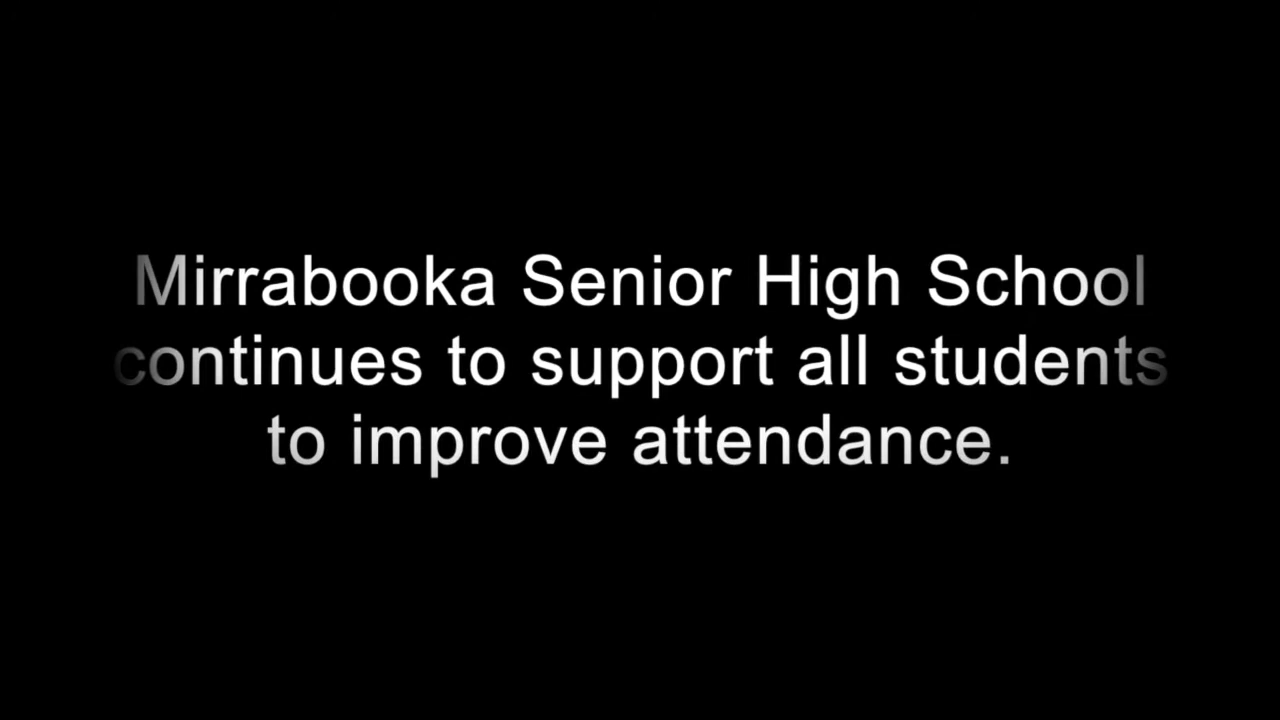 Mirrabooka Senior High School
continues to support all students
to improve attendance.